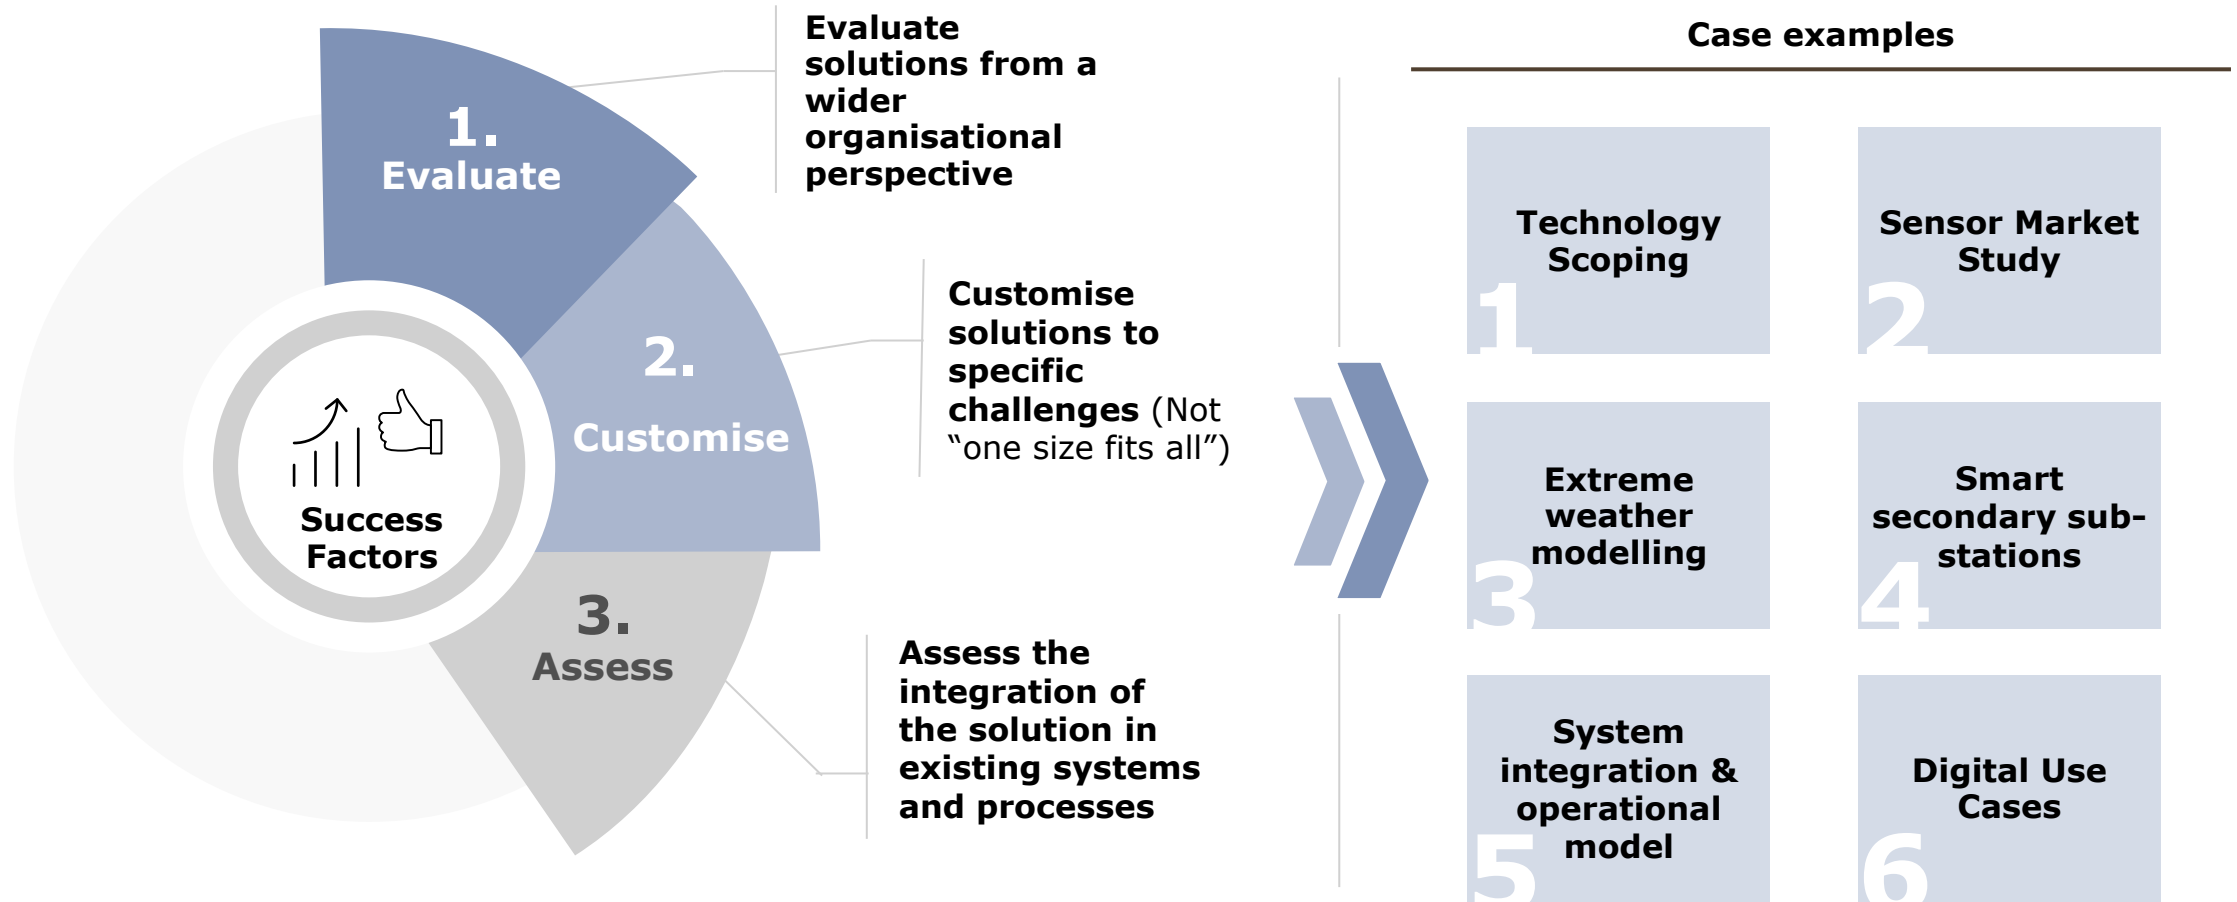 1.
Evaluate
2.
Customise
3.
Assess
Success
Factors
Evaluate
solutions from a
wider
organisational
perspective
Customise
solutions to
specific
challenges (Not
“one size fits all”)
Assess the
integration of
the solution in
existing systems
and processes
Case examples
Technology
Scoping
1
Sensor Market
Study
2
Extreme
weather
modelling
3
Smart
secondary sub-
stations
4
System
integration &
operational
model
5
Digital Use
Cases
6